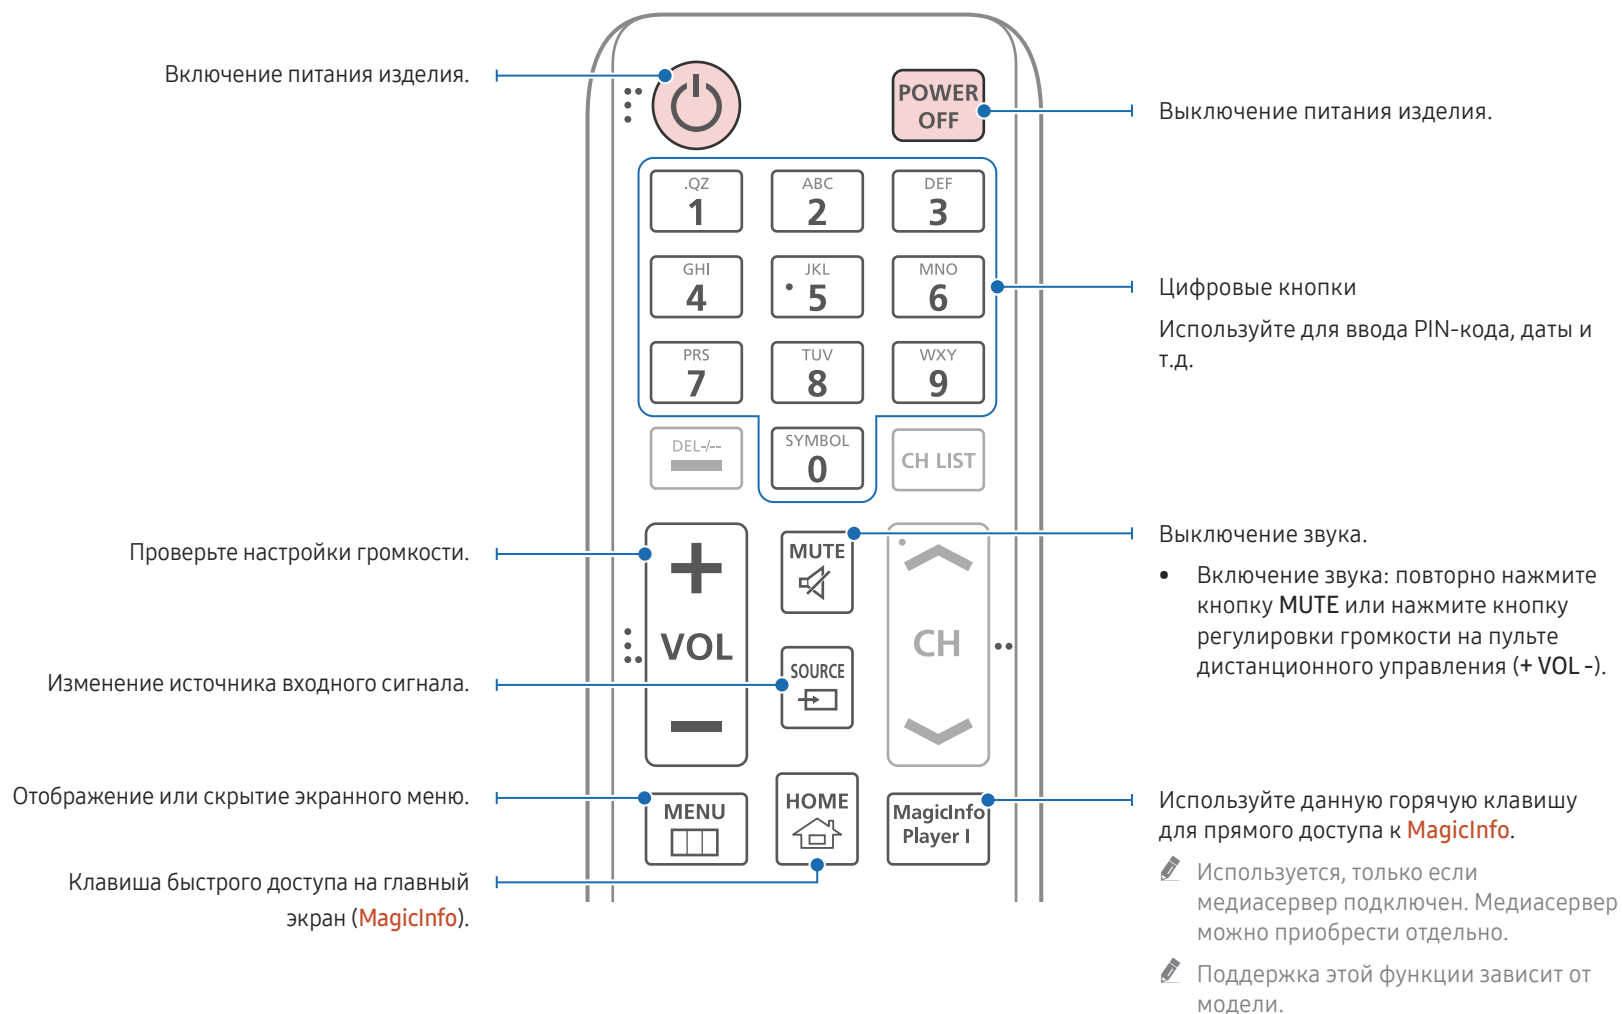 Включение питания изделия.
POWER
OFF
Выключение питания изделия.
.QZ
1
ABC
2
DEF
3
GHI
4
JKL
5
MNO
6
PRS
7
TUV
8
WXY
9
Цифровые кнопки
Используйте для ввода PIN-кода, даты и
т.д.
DEL-/--
SYMBOL
0
CH LIST
Проверьте настройки громкости.
VOL
MUTE
SOURCE
CH
Выключение звука.
• Включение звука: повторно нажмите
кнопку MUTE или нажмите кнопку
регулировки громкости на пульте
дистанционного управления (+ VOL -).
Изменение источника входного сигнала.
Отображение или скрытие экранного меню.
MENU
HOME
MagicInfo
Player I
Клавиша быстрого доступа на главный
экран (MagicInfo).
Используйте данную горячую клавишу
для прямого доступа к MagicInfo.
Используется, только если
медиасервер подключен. Медиасервер
можно приобрести отдельно.
Поддержка этой функции зависит от
модели.